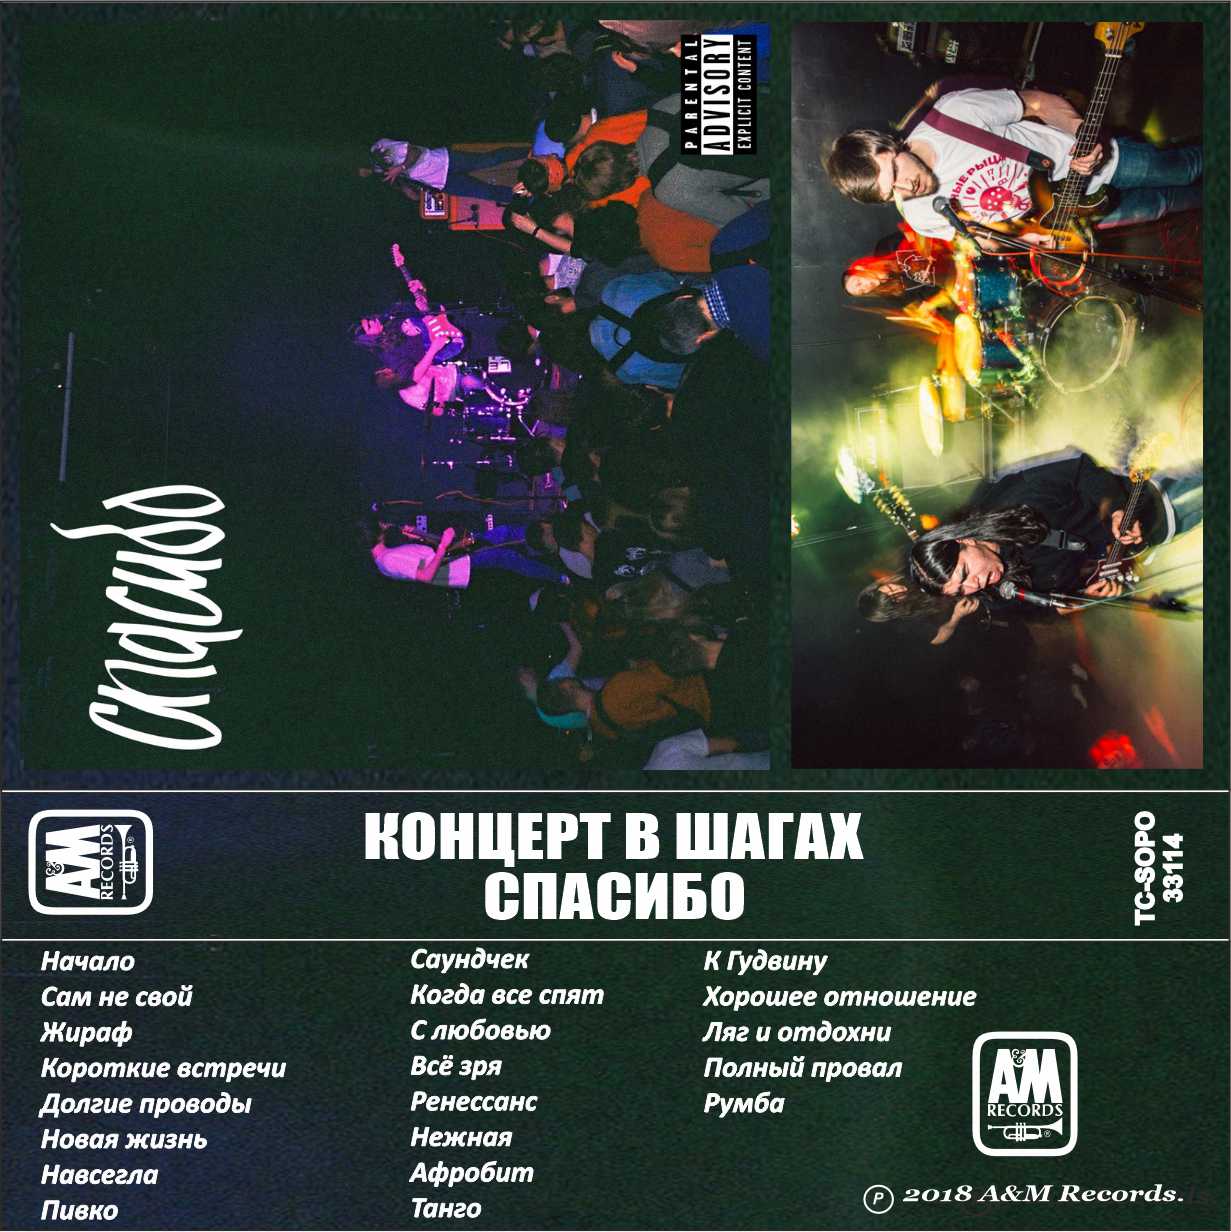 PARENTAL
ADVISORY
EXPLICIT CONTENT
спасибо
A&M
RECORDS
®
КОНЦЕРТ В ШАГАХ
СПАСИБО
TC-SOPO
33114
Начало
Сам не свой
Жираф
Короткие встречи
Долгие проводы
Новая жизнь
Навсегла
Пивко
Саундчек
Когда все спят
С любовью
Всё зря
Ренессанс
Нежная
Афробит
Танго
К Гудвину
Хорошее отношение
Ляг и отдохни
Полный провал
Румба
A&M
RECORDS
®
℗ 2018 A&M Records.